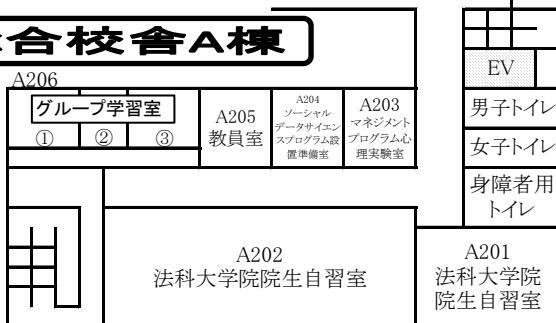 合校舎A棟
A206
グループ学習室
①
②
③
A205
教員室
A204
ソーシャル
データサイエン
スプログラム設
置準備室
A203
マネジメント
プログラム心
理実験室
EV
男子トイレ
女子トイレ
身障者用
トイレ
A202
法科大学院院生自習室
A201
法科大学院
院生自習室